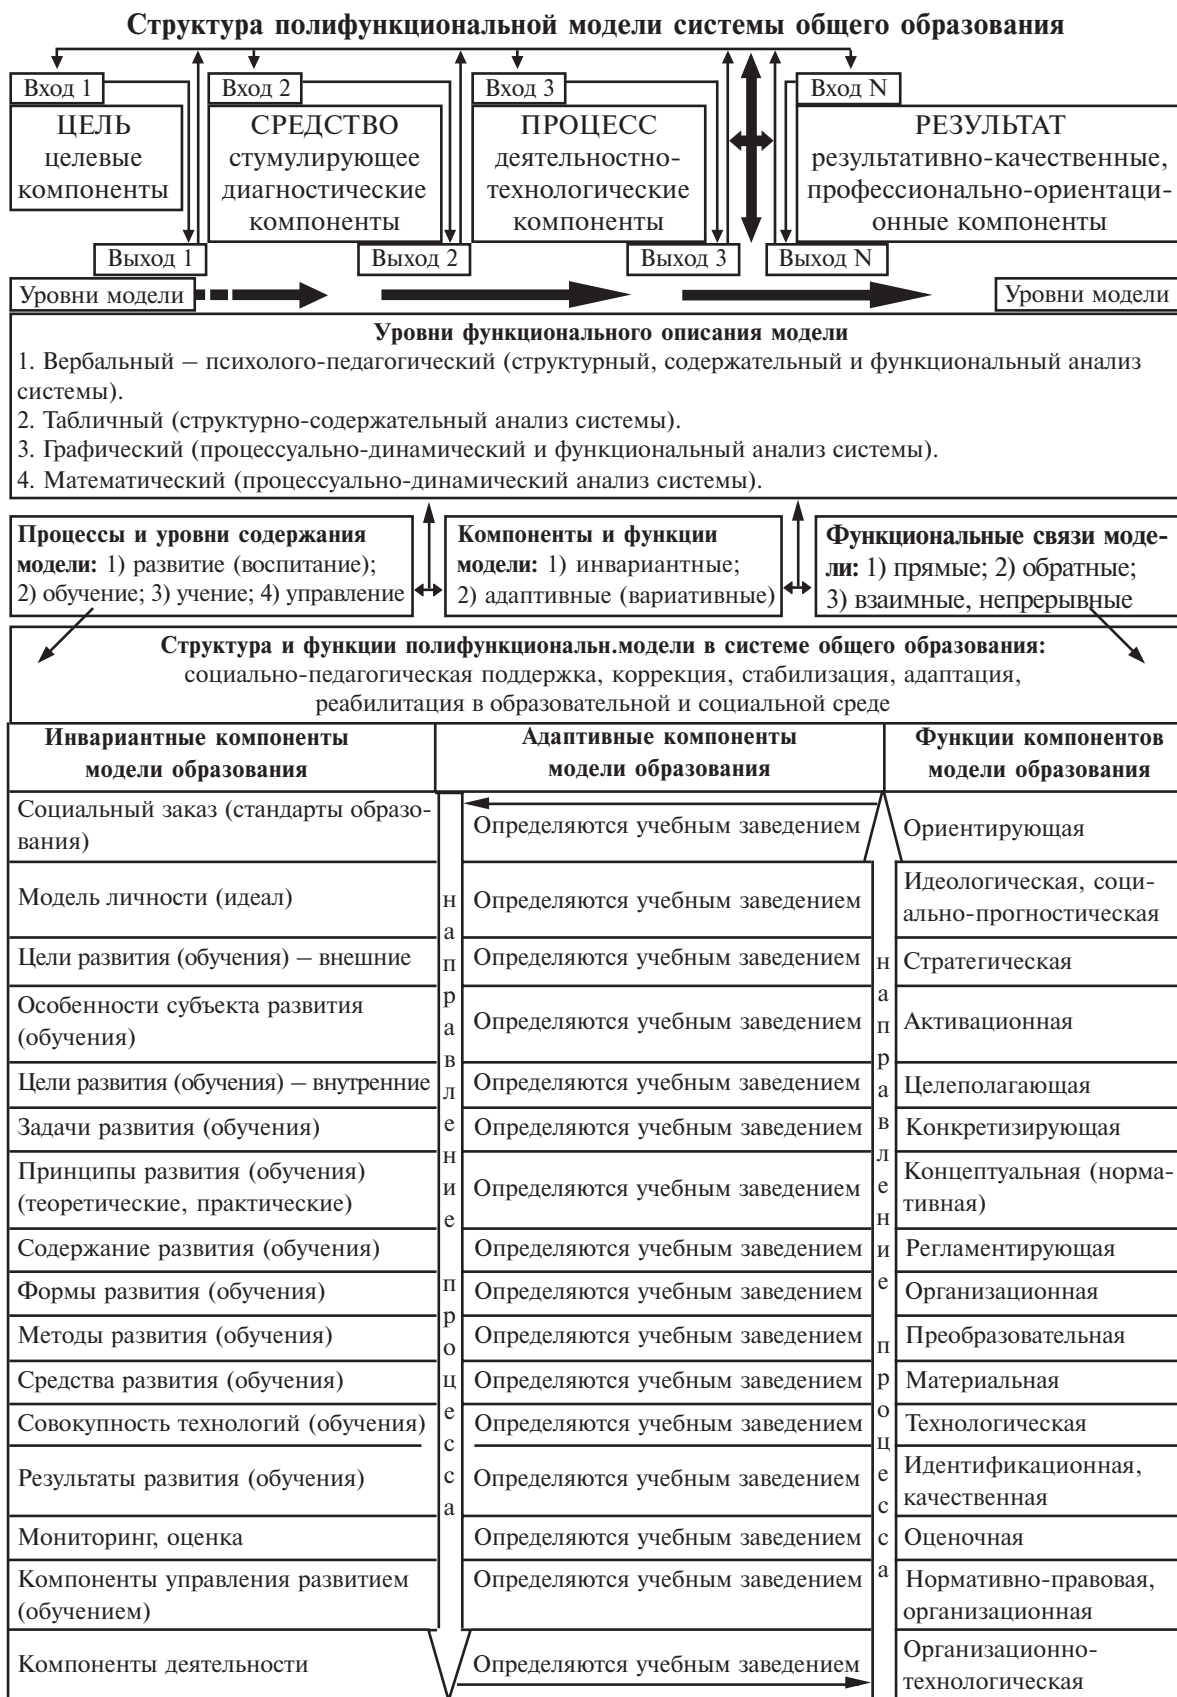 Структура полифункциональной модели системы общего образования
Вход 1
Вход 2
Вход 3
Вход N
ЦЕЛЬ
целевые
компоненты
СРЕДСТВО
стумулирующее
диагностические
компоненты
ПРОЦЕСС
деятельностно-
технологические
компоненты
РЕЗУЛЬТАТ
результативно-качественные,
профессионально-ориентаци-
онные компоненты
Выход 1
Выход 2
Выход 3
Выход N
Уровни модели
Уровни модели
Уровни функционального описания модели
1. Вербальный – психолого-педагогический (структурный, содержательный и функциональный анализ
системы).
2. Табличный (структурно-содержательный анализ системы).
3. Графический (процессуально-динамический и функциональный анализ системы).
4. Математический (процессуально-динамический анализ системы).
Процессы и уровни содержания
модели: 1) развитие (воспитание);
2) обучение; 3) учение; 4) управление
Компоненты и функции
модели: 1) инвариантные;
2) адаптивные (вариативные)
Функциональные связи моде-
ли: 1) прямые; 2) обратные;
3) взаимные, непрерывные
Структура и функции полифункциональн.модели в системе общего образования:
социально-педагогическая поддержка, коррекция, стабилизация, адаптация,
реабилитация в образовательной и социальной среде
Инвариантные компоненты
модели образования
Адаптивные компоненты
модели образования
Функции компонентов
модели образования
Социальный заказ (стандарты образо-
вания)
Определяются учебным заведением
Ориентирующая
Модель личности (идеал)
Определяются учебным заведением
Идеологическая, соци-
ально-прогностическая
Цели развития (обучения) – внешние
Определяются учебным заведением
Стратегическая
Особенности субъекта развития
(обучения)
Определяются учебным заведением
Активационная
Цели развития (обучения) – внутренние
Определяются учебным заведением
Целеполагающая
Задачи развития (обучения)
Определяются учебным заведением
Конкретизирующая
Принципы развития (обучения)
(теоретические, практические)
Определяются учебным заведением
Концептуальная (норма-
тивная)
Содержание развития (обучения)
Определяются учебным заведением
Регламентирующая
Формы развития (обучения)
Определяются учебным заведением
Организационная
Методы развития (обучения)
Определяются учебным заведением
Преобразовательная
Средства развития (обучения)
Определяются учебным заведением
Материальная
Совокупность технологий (обучения)
Определяются учебным заведением
Технологическая
Результаты развития (обучения)
Определяются учебным заведением
Идентификационная,
качественная
Мониторинг, оценка
Определяются учебным заведением
Оценочная
Компоненты управления развитием
(обучением)
Определяются учебным заведением
Нормативно-правовая,
организационная
Компоненты деятельности
Определяются учебным заведением
Организационно-
технологическая
направление процесса
направление процесса